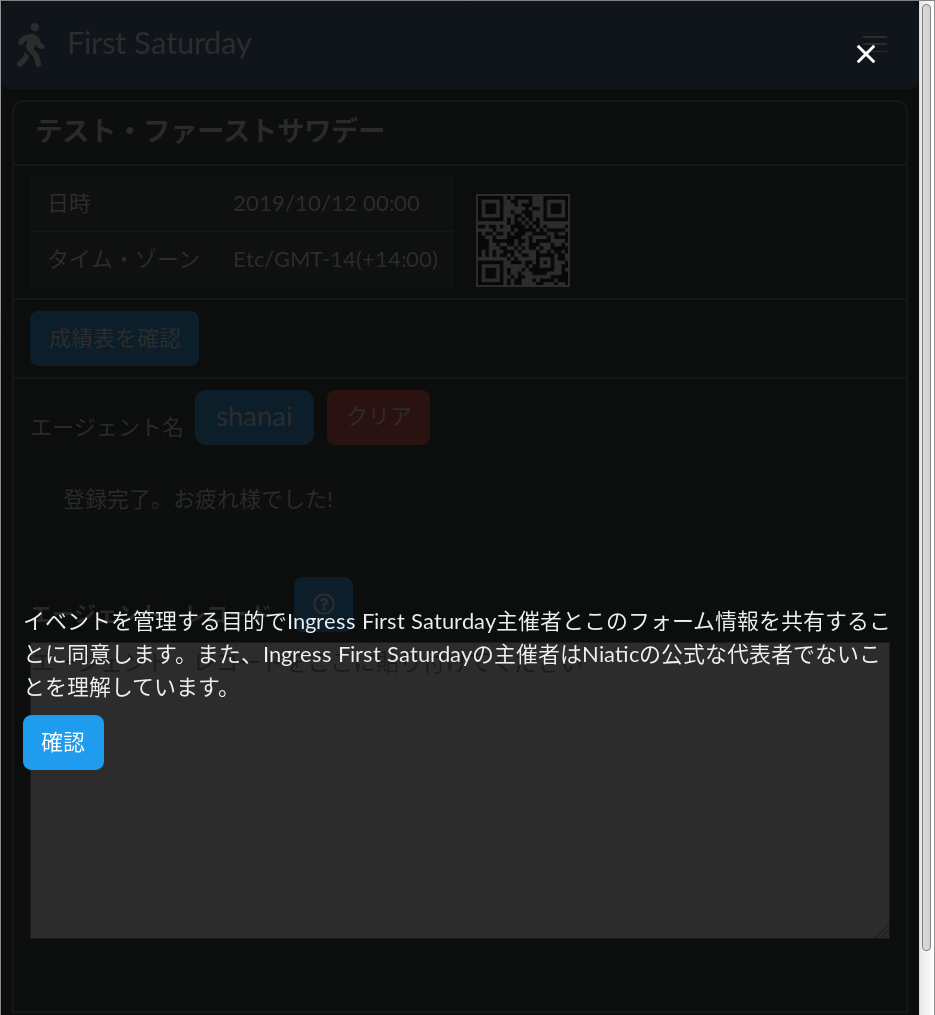 First Saturday
テスト・ファーストサワデー
日時 2019/10/12 00:00
タイム・ゾーン Etc/GMT-14(+14:00)
成績表を確認
エージェント名 shanai クリア
登録完了。お疲れ様でした!
イベントを管理する目的でIngress First Saturday主催者とこのフォーム情報を共有するこ
とに同意します。また、Ingress First Saturdayの主催者はNiaticの公式な代表者でないこ
とを理解しています。
確認